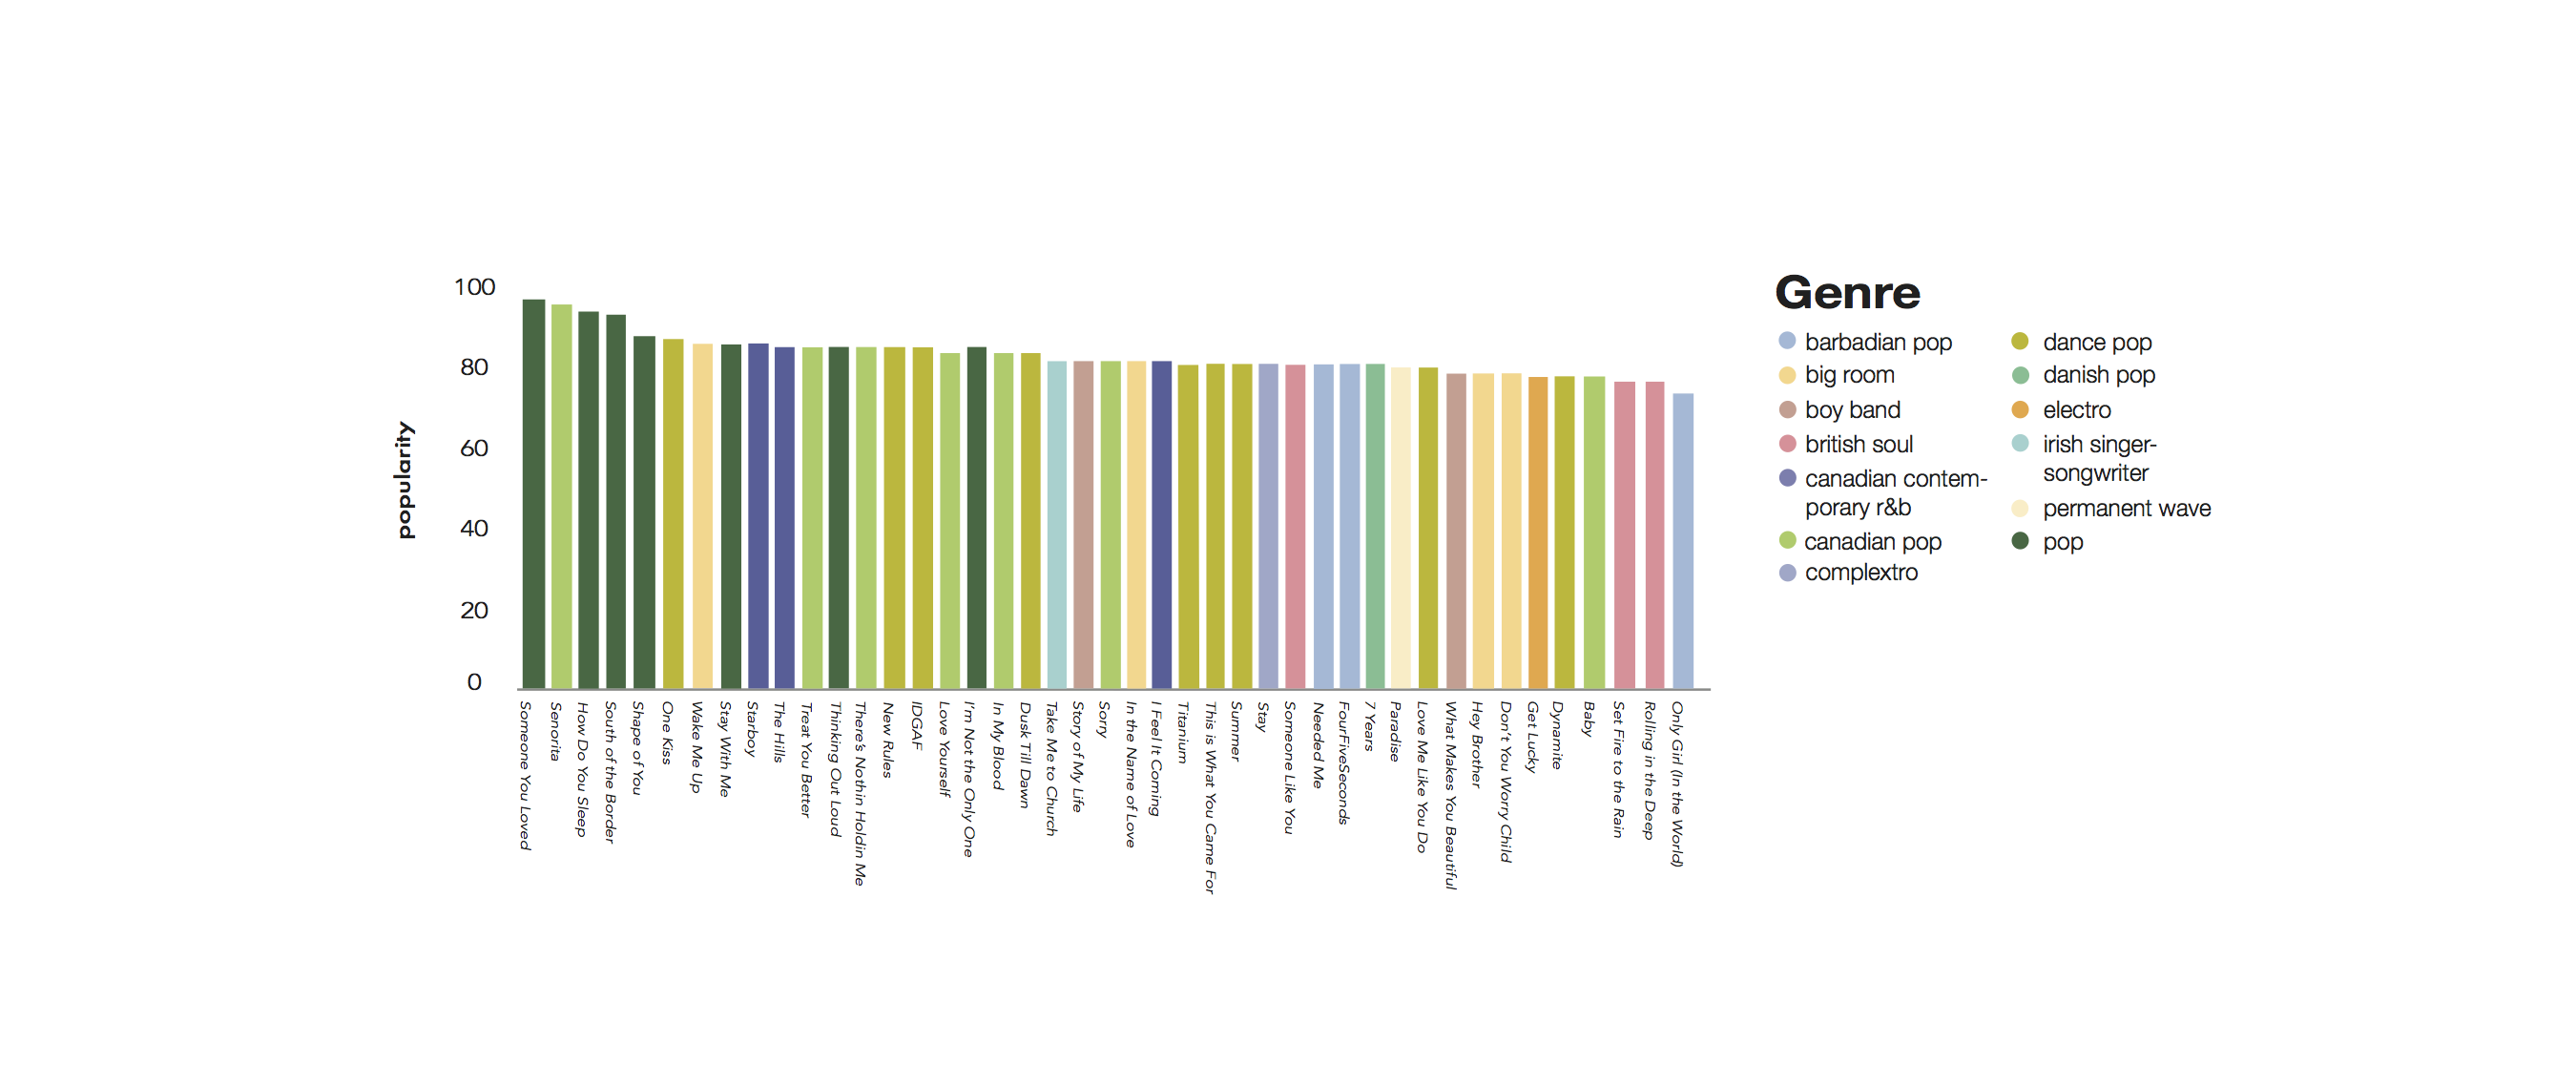 100
80
60
40
20
0
popularity
Someone You Loved
Senorita
How Do You Sleep
South of the Border
Shape of You
One Kiss
Wake Me Up
Stay With Me
Starboy
The Hills
Treat You Better
Thinking Out Loud
There's Nothin Holdin Me
New Rules
IDGAF
Love Yourself
I'm Not the Only One
In My Blood
Dusk Till Dawn
Take Me to Church
Story of My Life
Sorry
In the Name of Love
I Feel It Coming
Titanium
This is What You Came For
Summer
Stay
Someone Like You
Needed Me
FourFiveSeconds
7 Years
Paradise
Love Me Like You Do
What Makes You Beautiful
Hey Brother
Don't You Worry Child
Get Lucky
Dynamite
Baby
Set Fire to the Rain
Rolling in the Deep
Only Girl (In the World)
Genre
barbadian pop
big room
boy band
british soul
canadian contem-
porary r&b
canadian pop
complextro
dance pop
danish pop
electro
irish singer-
songwriter
permanent wave
pop